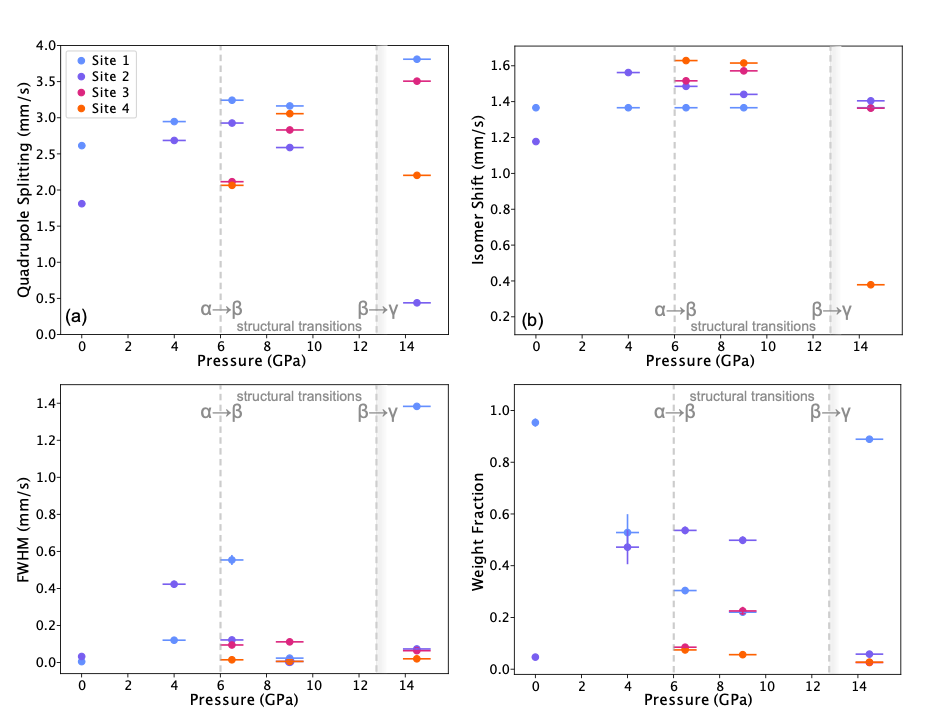 4.0
3.5
3.0
2.5
2.0
1.5
1.0
0.5
0.0
Quadrupole Splitting (mm/s)
Site 1
Site 2
Site 3
Site 4
α→β
β→γ
structural transitions
(a)
0 2 4 6 8 10 12 14
Pressure (GPa)
1.6
1.4
1.2
1.0
0.8
0.6
0.4
0.2
Isomer Shift (mm/s)
α→β
β→γ
structural transitions
(b)
0 2 4 6 8 10 12 14
Pressure (GPa)
1.4
1.2
1.0
0.8
0.6
0.4
0.2
0.0
FWHM (mm/s)
structural transitions
α→β
β→γ
0 2 4 6 8 10 12 14
Pressure (GPa)
1.0
0.8
0.6
0.4
0.2
0.0
Weight Fraction
structural transitions
α→β
β→γ
0 2 4 6 8 10 12 14
Pressure (GPa)